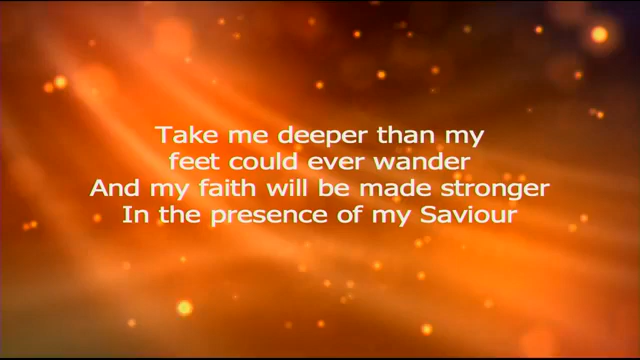 Take me deeper than my
feet could ever wander
And my faith will be made stronger
In the presence of my Saviour